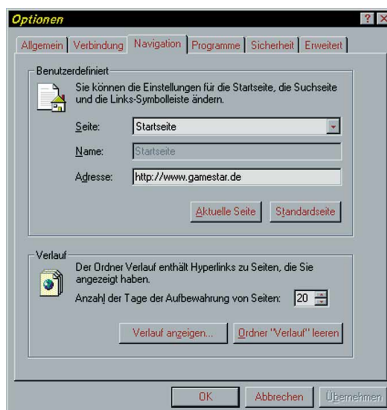 Optionen
Allgemein Verbindung Navigation Programme Sicherheit Erweitert
Benutzerdefiniert
Sie können die Einstellungen für die Startseite, die Suchseite
und die Links-Symbolleiste ändern.
Seite: Startseite
Name: Startseite
Adresse: http://www.gamestar.de
Aktuelle Seite Standardseite
Verlauf
Der Ordner Verlauf enthält Hyperlinks zu Seiten, die Sie
angezeigt haben.
Anzahl der Tage der Aufbewahrung von Seiten: 20
Verlauf anzeigen... Ordner "Verlauf" leeren
OK Abbrechen Übernehmen